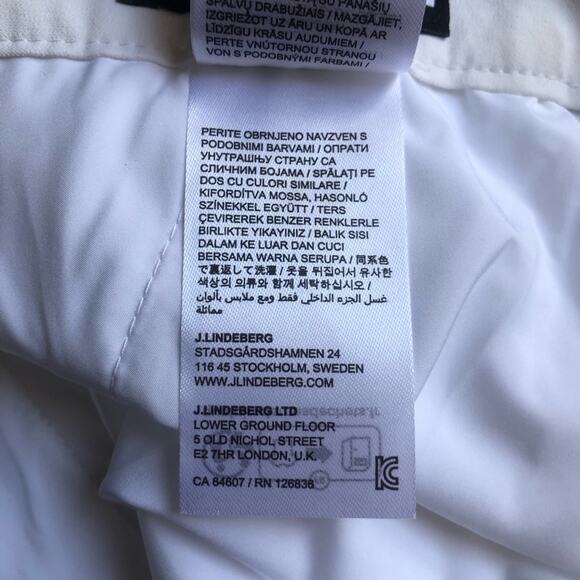 SPALVŲ DRABUŽIAIS / MAZGĀJIET,
IZGRIEŽOT UZ ĀRU UN KOPĀ AR
LĪDZĪGU KRĀSU AUDUMIEM /
PERTE VNÚTORNOU STRANOU
VON S PODOBNÝMI FARBAMI /
PERITE OBRNJENO NAVZVEN S
PODOBNIMI BARVAMI / ОПРАТИ
УНУТРАШЊУ СТРАНУ СА
СЛИЧНИМ БОЈАМА / SPĂLAȚI PE
DOS CU CULORI SIMILARE /
KIFORDÍTVA MOSSA, HASONLÓ
SZÍNEKKEL EGYÜTT / TERS
ÇEVIREREK BENZER RENKLERLE
BIRLIKTE YIKAYINIZ / BALIK SISI
DALAM KE LUAR DAN CUCI
BERSAMA WARNA SERUPA / 同系色
で裏返して洗濯 / 옷을 뒤집어서 유사한
색상의 의류와 함께 세탁하십시오 /
غسل الجزء الداخلي فقط ومع ملابس بألوان
مماثلة
J.LINDEBERG
STADSGÅRDSHAMNEN 24
116 45 STOCKHOLM, SWEDEN
WWW.JLINDEBERG.COM
J.LINDEBERG LTD
LOWER GROUND FLOOR
5 OLD NICHOL STREET
E2 7HR LONDON, U.K.
CA 64607 / RN 126836